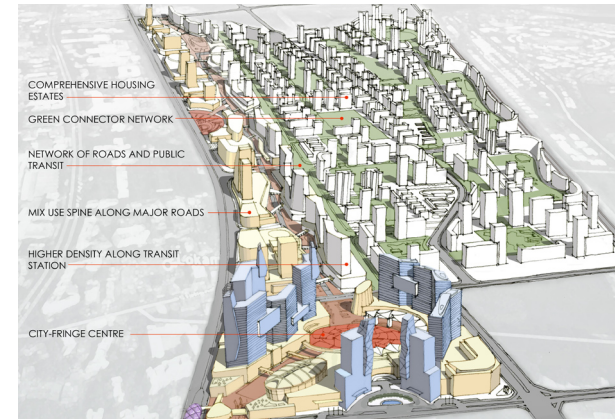 COMPREHENSIVE HOUSING
ESTATES
GREEN CONNECTOR NETWORK
NETWORK OF ROADS AND PUBLIC
TRANSIT
MIX USE SPINE ALONG MAJOR ROADS
HIGHER DENSITY ALONG TRANSIT
STATION
CITY-FRINGE CENTRE